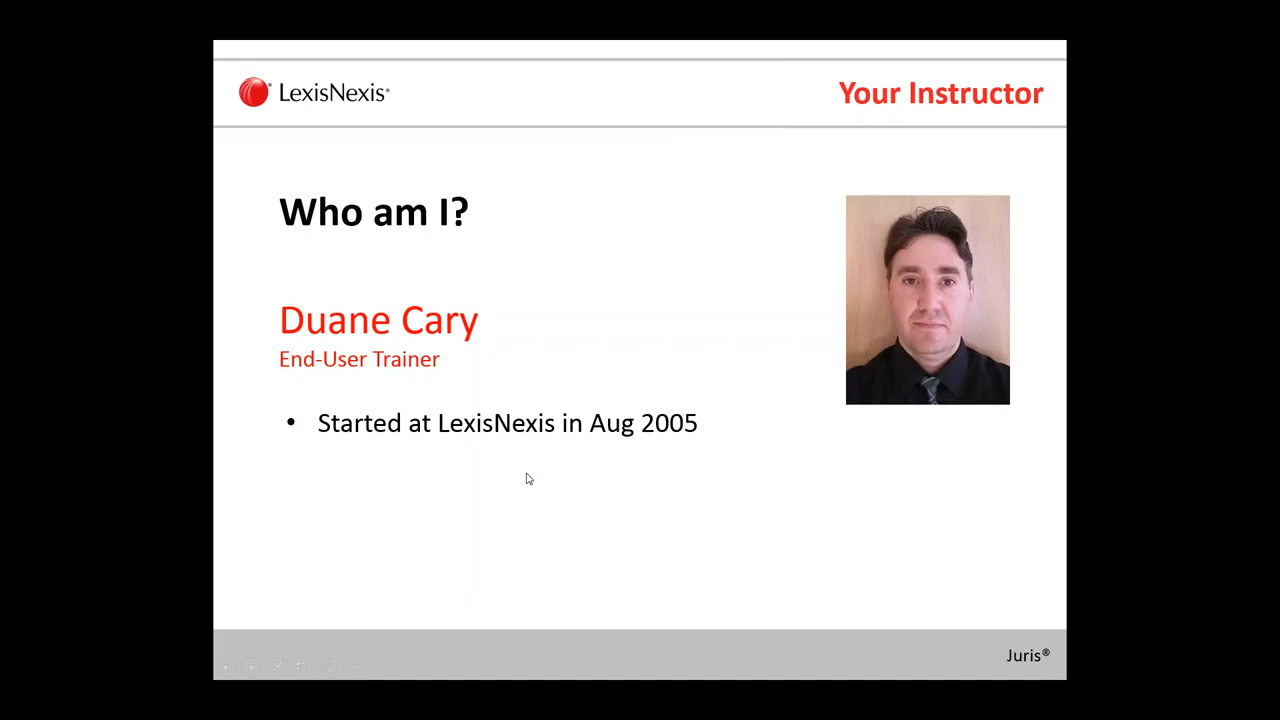 LexisNexis®
Your Instructor
Who am I?
Duane Cary
End-User Trainer
• Started at LexisNexis in Aug 2005
Juris®